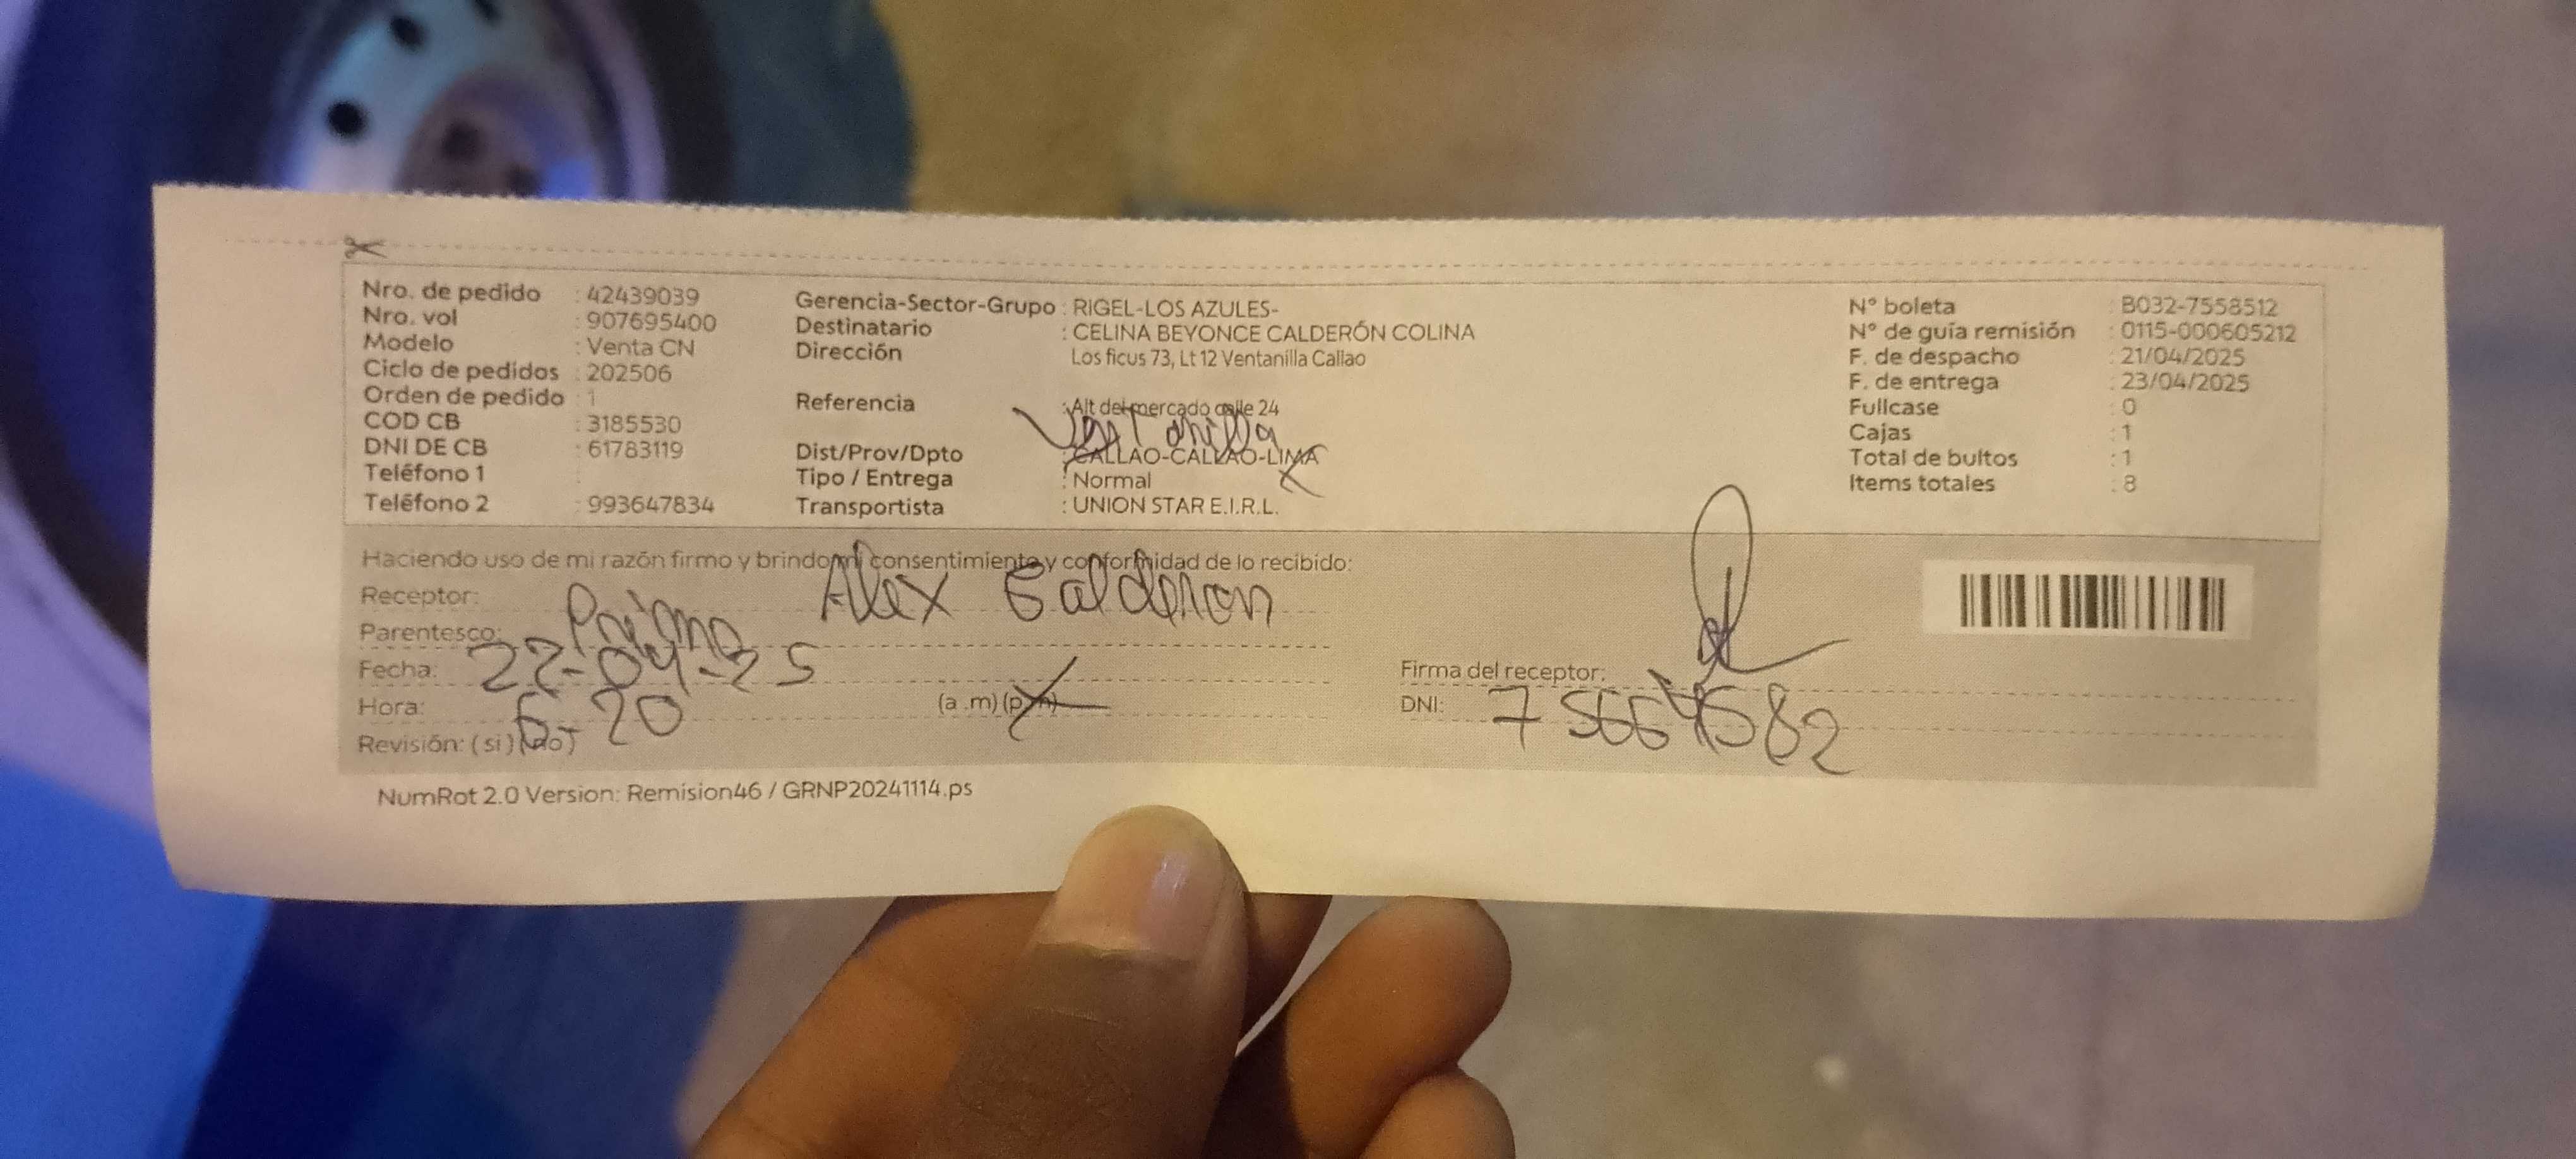 Nro. de pedido : 42439039
Nro. vol : 907695400
Modelo : Venta CN
Ciclo de pedidos : 202506
Orden de pedido : 1
COD CB : 3185530
DNI DE CB : 61783119
Teléfono 1 :
Teléfono 2 : 993647834
Gerencia-Sector-Grupo : RIGEL-LOS AZULES-
Destinatario : CELINA BEYONCE CALDERÓN COLINA
Dirección Los ficus 73, Lt 12 Ventanilla Callao
Referencia : Alt del mercado calle 24
Ventanilla
Dist/Prov/Dpto : CALLAO-CALLAO-LIMA
Tipo / Entrega : Normal
Transportista : UNION STAR E.I.R.L.
N° boleta : B032-7558512
N° de guía remisión : 0115-000605212
F. de despacho : 21/04/2025
F. de entrega : 23/04/2025
Fullcase : 0
Cajas : 1
Total de bultos : 1
Items totales : 8
Haciendo uso de mi razón firmo y brindo mi consentimiento y conformidad de lo recibido:
Receptor: Alex Calderon
Parentesco: Primo
Fecha: 22-04-25
Hora: 6-20 (a.m) (p.m)
Revisión: (si) (no)
Firma del receptor:
DNI:
NumRot 2.0 Version: Remision46 / GRNP20241114.ps